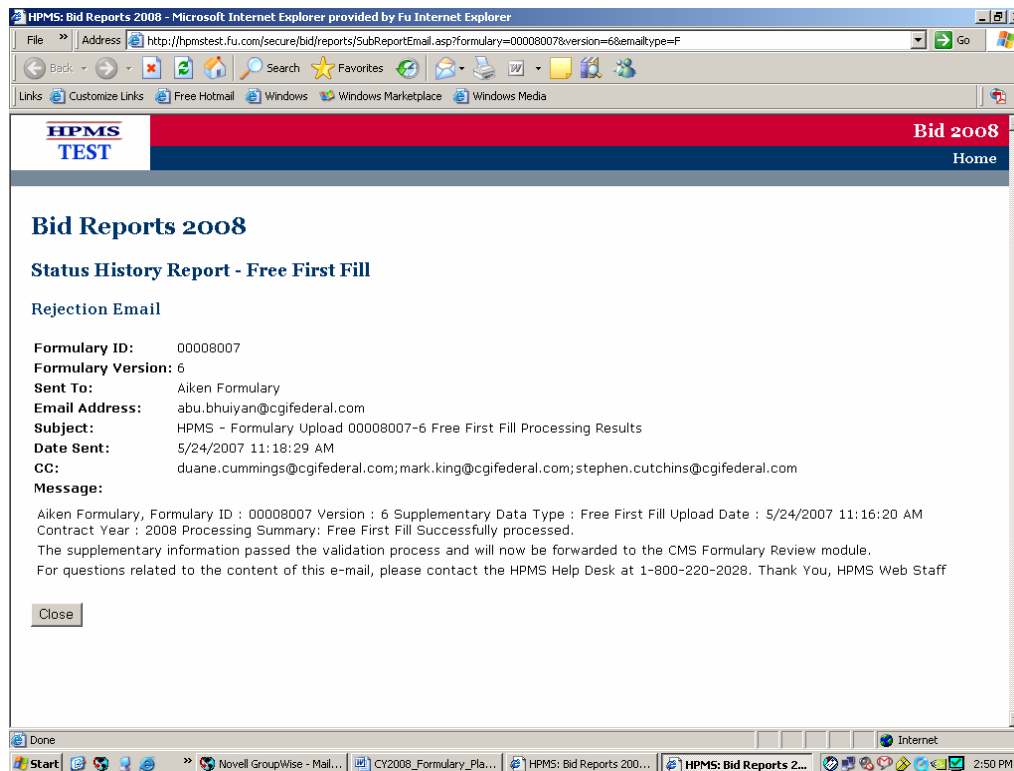 HPMS: Bid Reports 2008 - Microsoft Internet Explorer provided by Fu Internet Explorer
File » Address http://hpmstest.fu.com/secure/bid/reports/SubReportEmail.asp?formulary=00008007&version=6&emailtype=F Go
Back Search Favorites
Links Customize Links Free Hotmail Windows Windows Marketplace Windows Media
HPMS
TEST
Bid 2008
Home
Bid Reports 2008
Status History Report - Free First Fill
Rejection Email
Formulary ID: 00008007
Formulary Version: 6
Sent To: Aiken Formulary
Email Address: abu.bhuiyan@cgifederal.com
Subject: HPMS - Formulary Upload 00008007-6 Free First Fill Processing Results
Date Sent: 5/24/2007 11:18:29 AM
CC: duane.cummings@cgifederal.com;mark.king@cgifederal.com;stephen.cutchins@cgifederal.com
Message:
Aiken Formulary, Formulary ID : 00008007 Version : 6 Supplementary Data Type : Free First Fill Upload Date : 5/24/2007 11:16:20 AM
Contract Year : 2008 Processing Summary: Free First Fill Successfully processed.
The supplementary information passed the validation process and will now be forwarded to the CMS Formulary Review module.
For questions related to the content of this e-mail, please contact the HPMS Help Desk at 1-800-220-2028. Thank You, HPMS Web Staff
Close
Done Internet
Start » Novell GroupWise - Mail... CY2008_Formulary_Pla... HPMS: Bid Reports 200... HPMS: Bid Reports 2... 2:50 PM